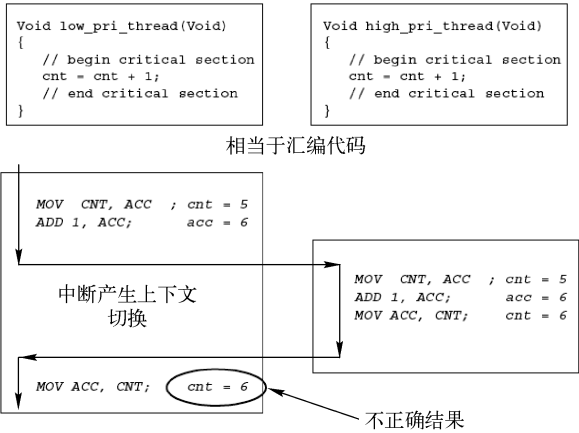 Void low_pri_thread(Void)
{
// begin critical section
cnt = cnt + 1;
// end critical section
}
Void high_pri_thread(Void)
{
// begin critical section
cnt = cnt + 1;
// end critical section
}
相当于汇编代码
MOV CNT, ACC ; cnt = 5
ADD 1, ACC; acc = 6
中断产生上下文
切换
MOV CNT, ACC ; cnt = 5
ADD 1, ACC; acc = 6
MOV ACC, CNT; cnt = 6
MOV ACC, CNT; cnt = 6
不正确结果